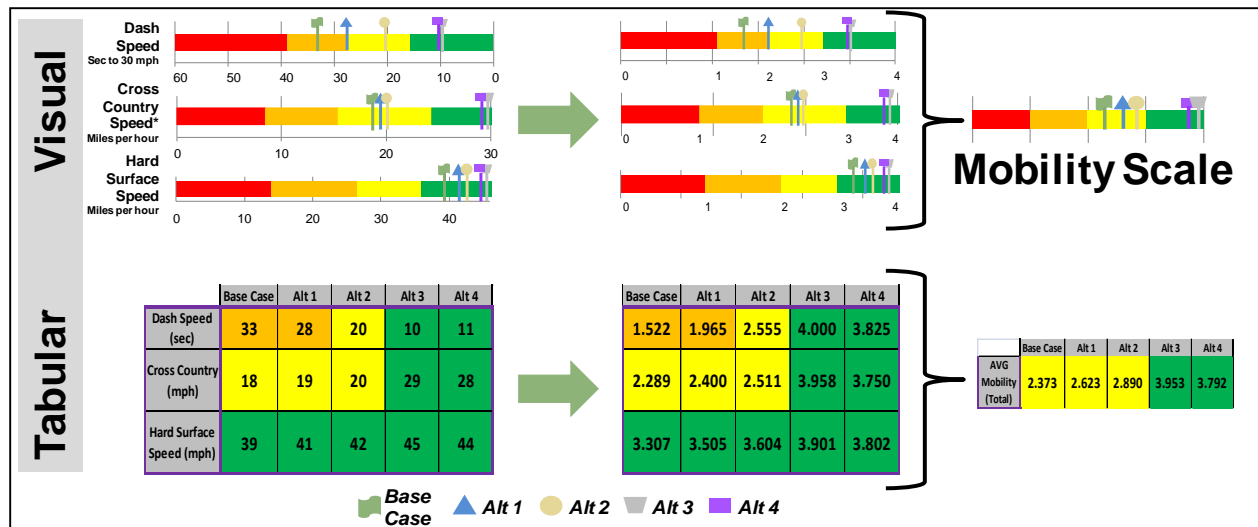 Visual
Dash
Speed
Sec to 30 mph
60 50 40 30 20 10 0
Cross
Country
Speed*
Miles per hour
0 10 20 30
Hard
Surface
Speed
Miles per hour
0 10 20 30 40
0 1 2 3 4
0 1 2 3 4
0 1 2 3 4
Mobility Scale
Tabular
Base Case Alt 1 Alt 2 Alt 3 Alt 4
Dash Speed
(sec)
33 28 20 10 11
Cross Country
(mph)
18 19 20 29 28
Hard Surface
Speed (mph)
39 41 42 45 44
Base Case Alt 1 Alt 2 Alt 3 Alt 4
1.522 1.965 2.555 4.000 3.825
2.289 2.400 2.511 3.958 3.750
3.307 3.505 3.604 3.901 3.802
Base Case Alt 1 Alt 2 Alt 3 Alt 4
AVG
Mobility
(Total)
2.373 2.623 2.890 3.953 3.792
Base
Case
Alt 1 Alt 2 Alt 3 Alt 4